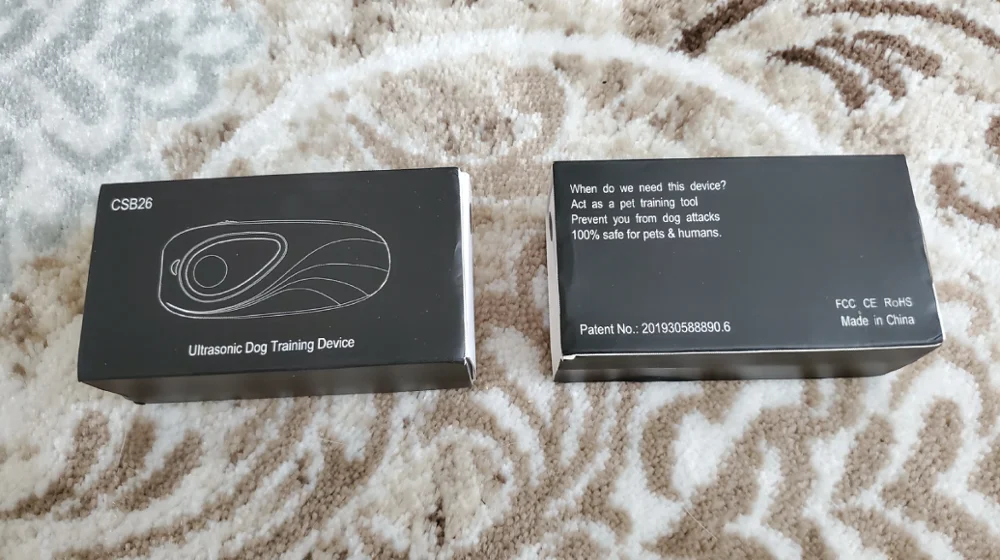 CSB26
Ultrasonic Dog Training Device
When do we need this device?
Act as a pet training tool
Prevent you from dog attacks
100% safe for pets & humans.
FCC CE RoHS
Made in China
Patent No.: 201930588890.6